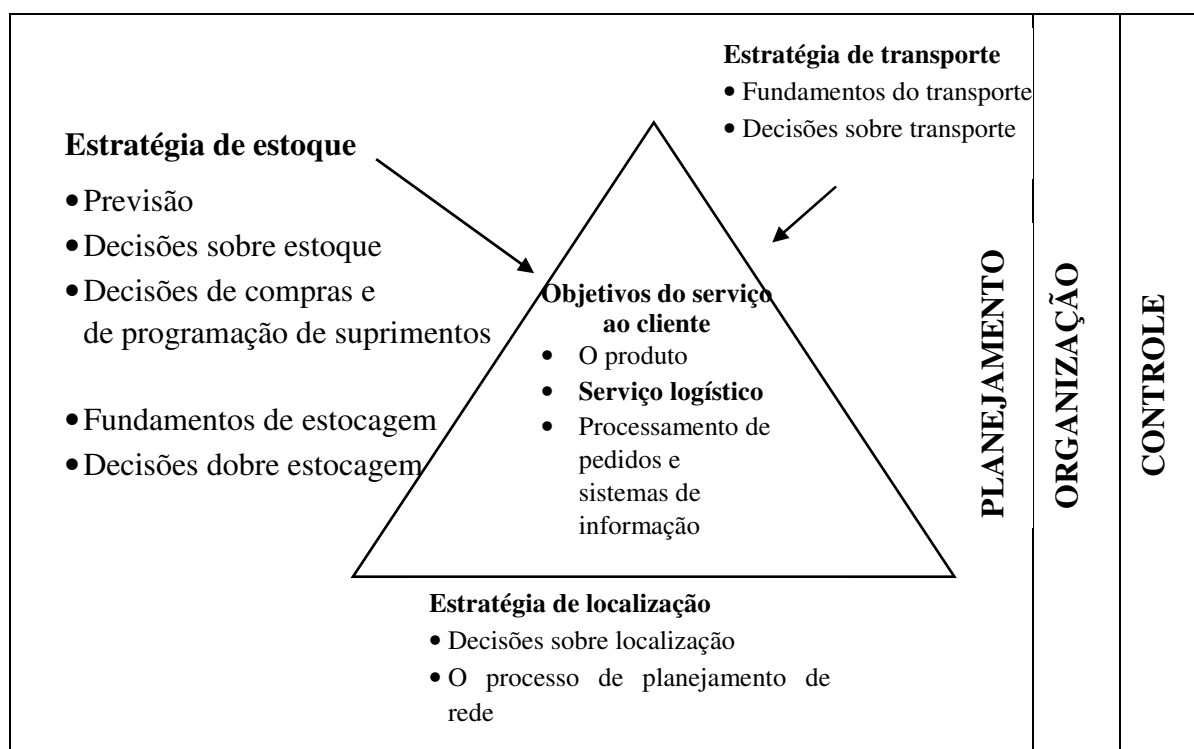 Estratégia de transporte
• Fundamentos do transporte
• Decisões sobre transporte
Estratégia de estoque
• Previsão
• Decisões sobre estoque
• Decisões de compras e
de programação de suprimentos
• Fundamentos de estocagem
• Decisões dobre estocagem
Objetivos do serviço
ao cliente
• O produto
• Serviço logístico
• Processamento de
pedidos e
sistemas de
informação
Estratégia de localização
• Decisões sobre localização
• O processo de planejamento de
rede
PLANEJAMENTO
ORGANIZAÇÃO
CONTROLE